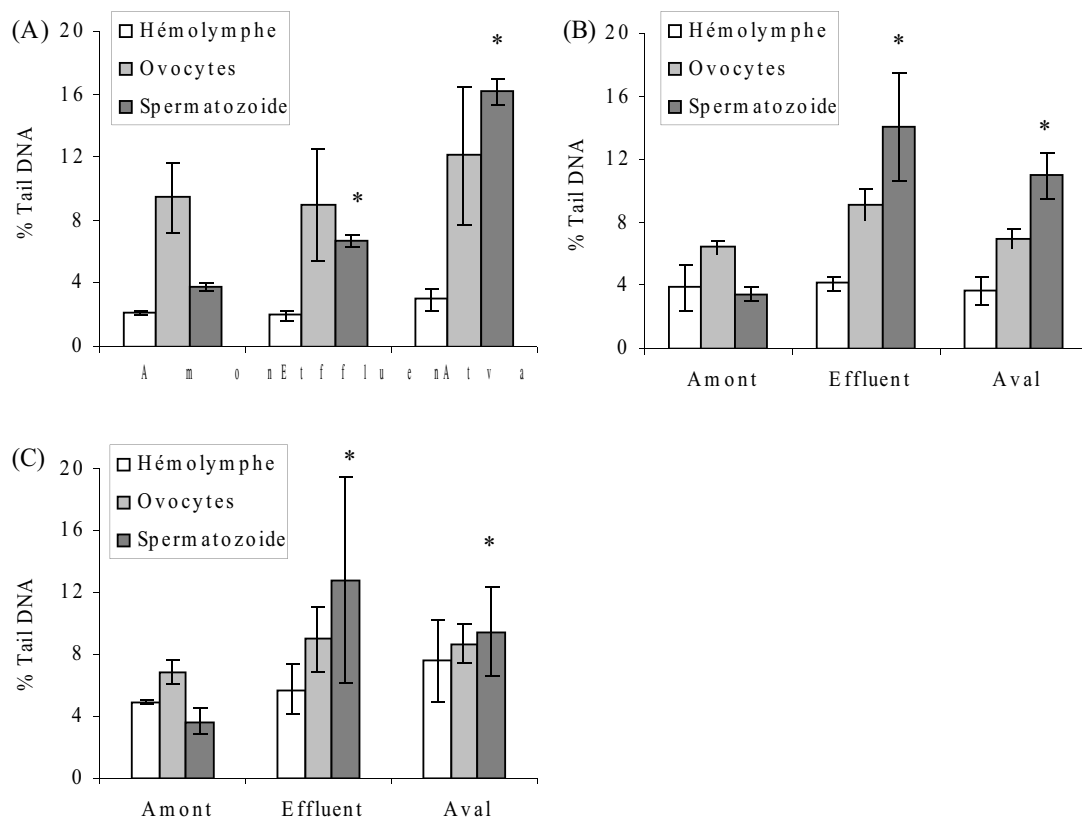 (A)
20
16
12
8
4
0
% Tail DNA
Hémolymphe
Ovocytes
Spermatozoide
*
*
A m o nEt f f l u e nAt v a
(B)
20
16
12
8
4
0
% Tail DNA
Hémolymphe
Ovocytes
Spermatozoide
*
*
Amont Effluent Aval
(C)
20
16
12
8
4
0
% Tail DNA
Hémolymphe
Ovocytes
Spermatozoide
*
*
Amont Effluent Aval